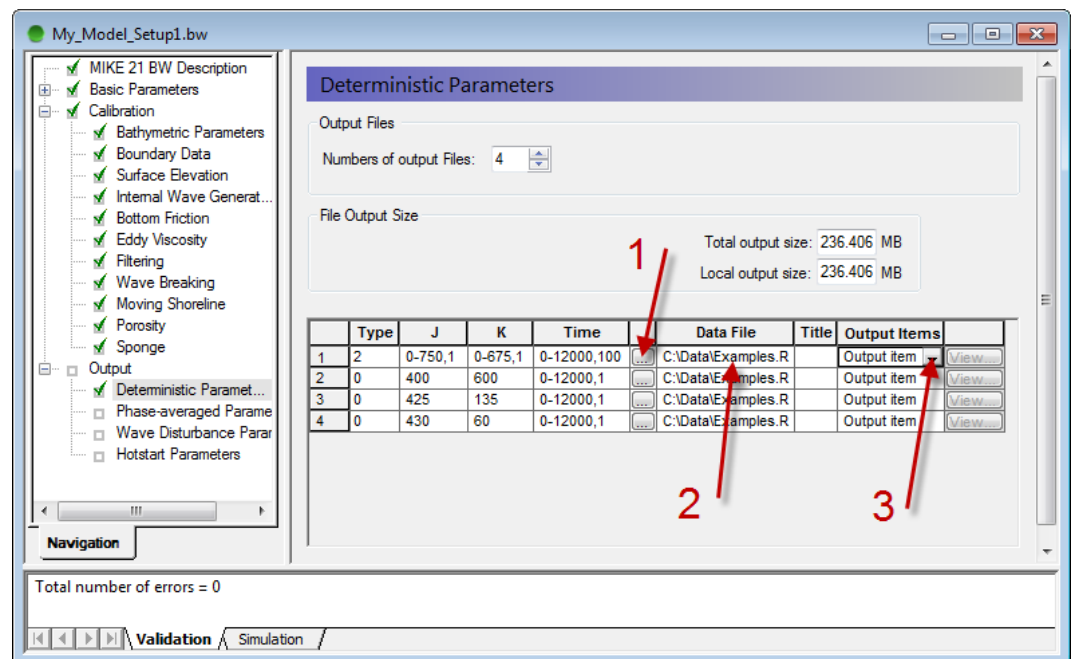 My_Model_Setup1.bw
MIKE 21 BW Description
Basic Parameters
Calibration
Bathymetric Parameters
Boundary Data
Surface Elevation
Internal Wave Generat...
Bottom Friction
Eddy Viscosity
Filtering
Wave Breaking
Moving Shoreline
Porosity
Sponge
Output
Deterministic Paramet...
Phase-averaged Parame
Wave Disturbance Parar
Hotstart Parameters
Navigation
Deterministic Parameters
Output Files
Numbers of output Files: 4
File Output Size
Total output size: 236.406 MB
Local output size: 236.406 MB
1
Type J K Time Data File Title Output Items
1 2 0-750,1 0-675,1 0-12000,100 ... C:\Data\Examples.R Output item View...
2 0 400 600 0-12000,1 ... C:\Data\Examples.R Output item View...
3 0 425 135 0-12000,1 ... C:\Data\Examples.R Output item View...
4 0 430 60 0-12000,1 ... C:\Data\Examples.R Output item View...
2 3
Total number of errors = 0
Validation Simulation